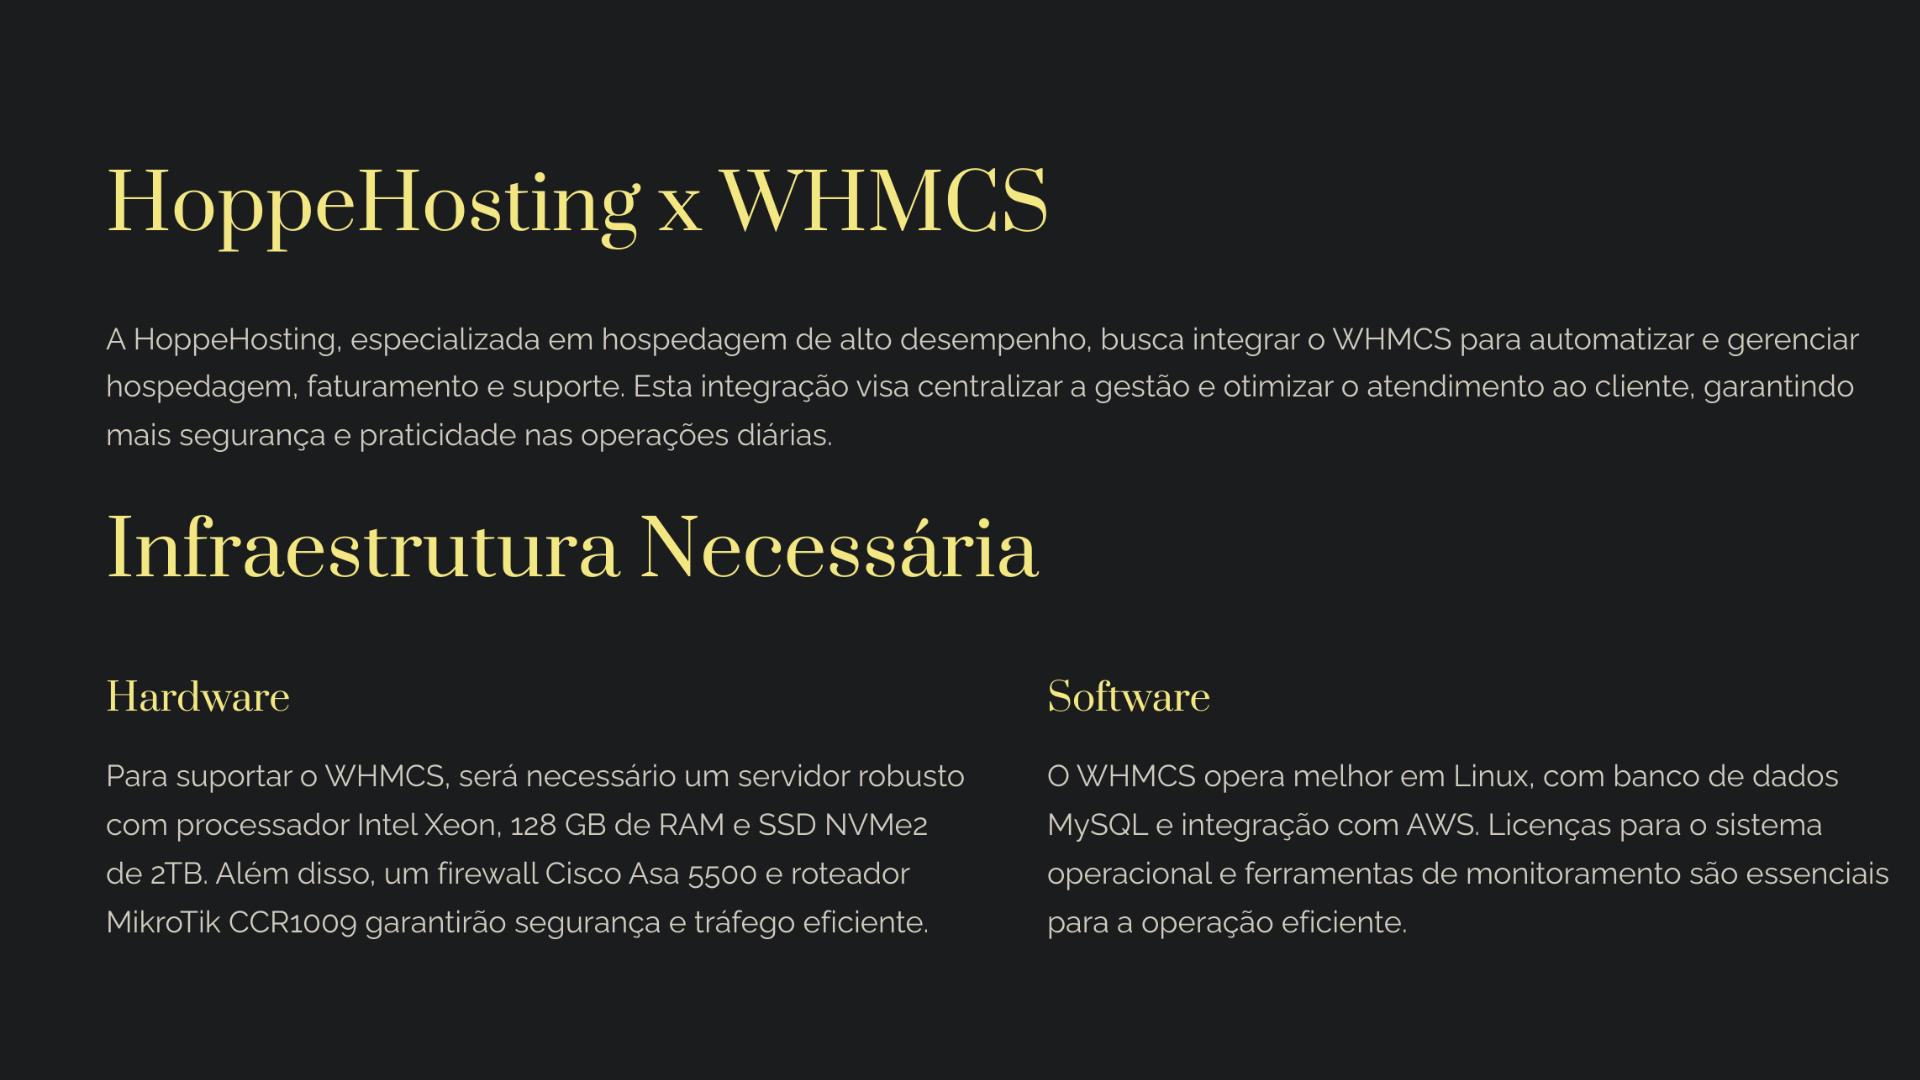 HoppeHosting x WHMCS
A HoppeHosting, especializada em hospedagem de alto desempenho, busca integrar o WHMCS para automatizar e gerenciar
hospedagem, faturamento e suporte. Esta integração visa centralizar a gestão e otimizar o atendimento ao cliente, garantindo
mais segurança e praticidade nas operações diárias.
Infraestrutura Necessária
Hardware
Para suportar o WHMCS, será necessário um servidor robusto
com processador Intel Xeon, 128 GB de RAM e SSD NVMe2
de 2TB. Além disso, um firewall Cisco Asa 5500 e roteador
MikroTik CCR1009 garantirão segurança e tráfego eficiente.
Software
O WHMCS opera melhor em Linux, com banco de dados
MySQL e integração com AWS. Licenças para o sistema
operacional e ferramentas de monitoramento são essenciais
para a operação eficiente.